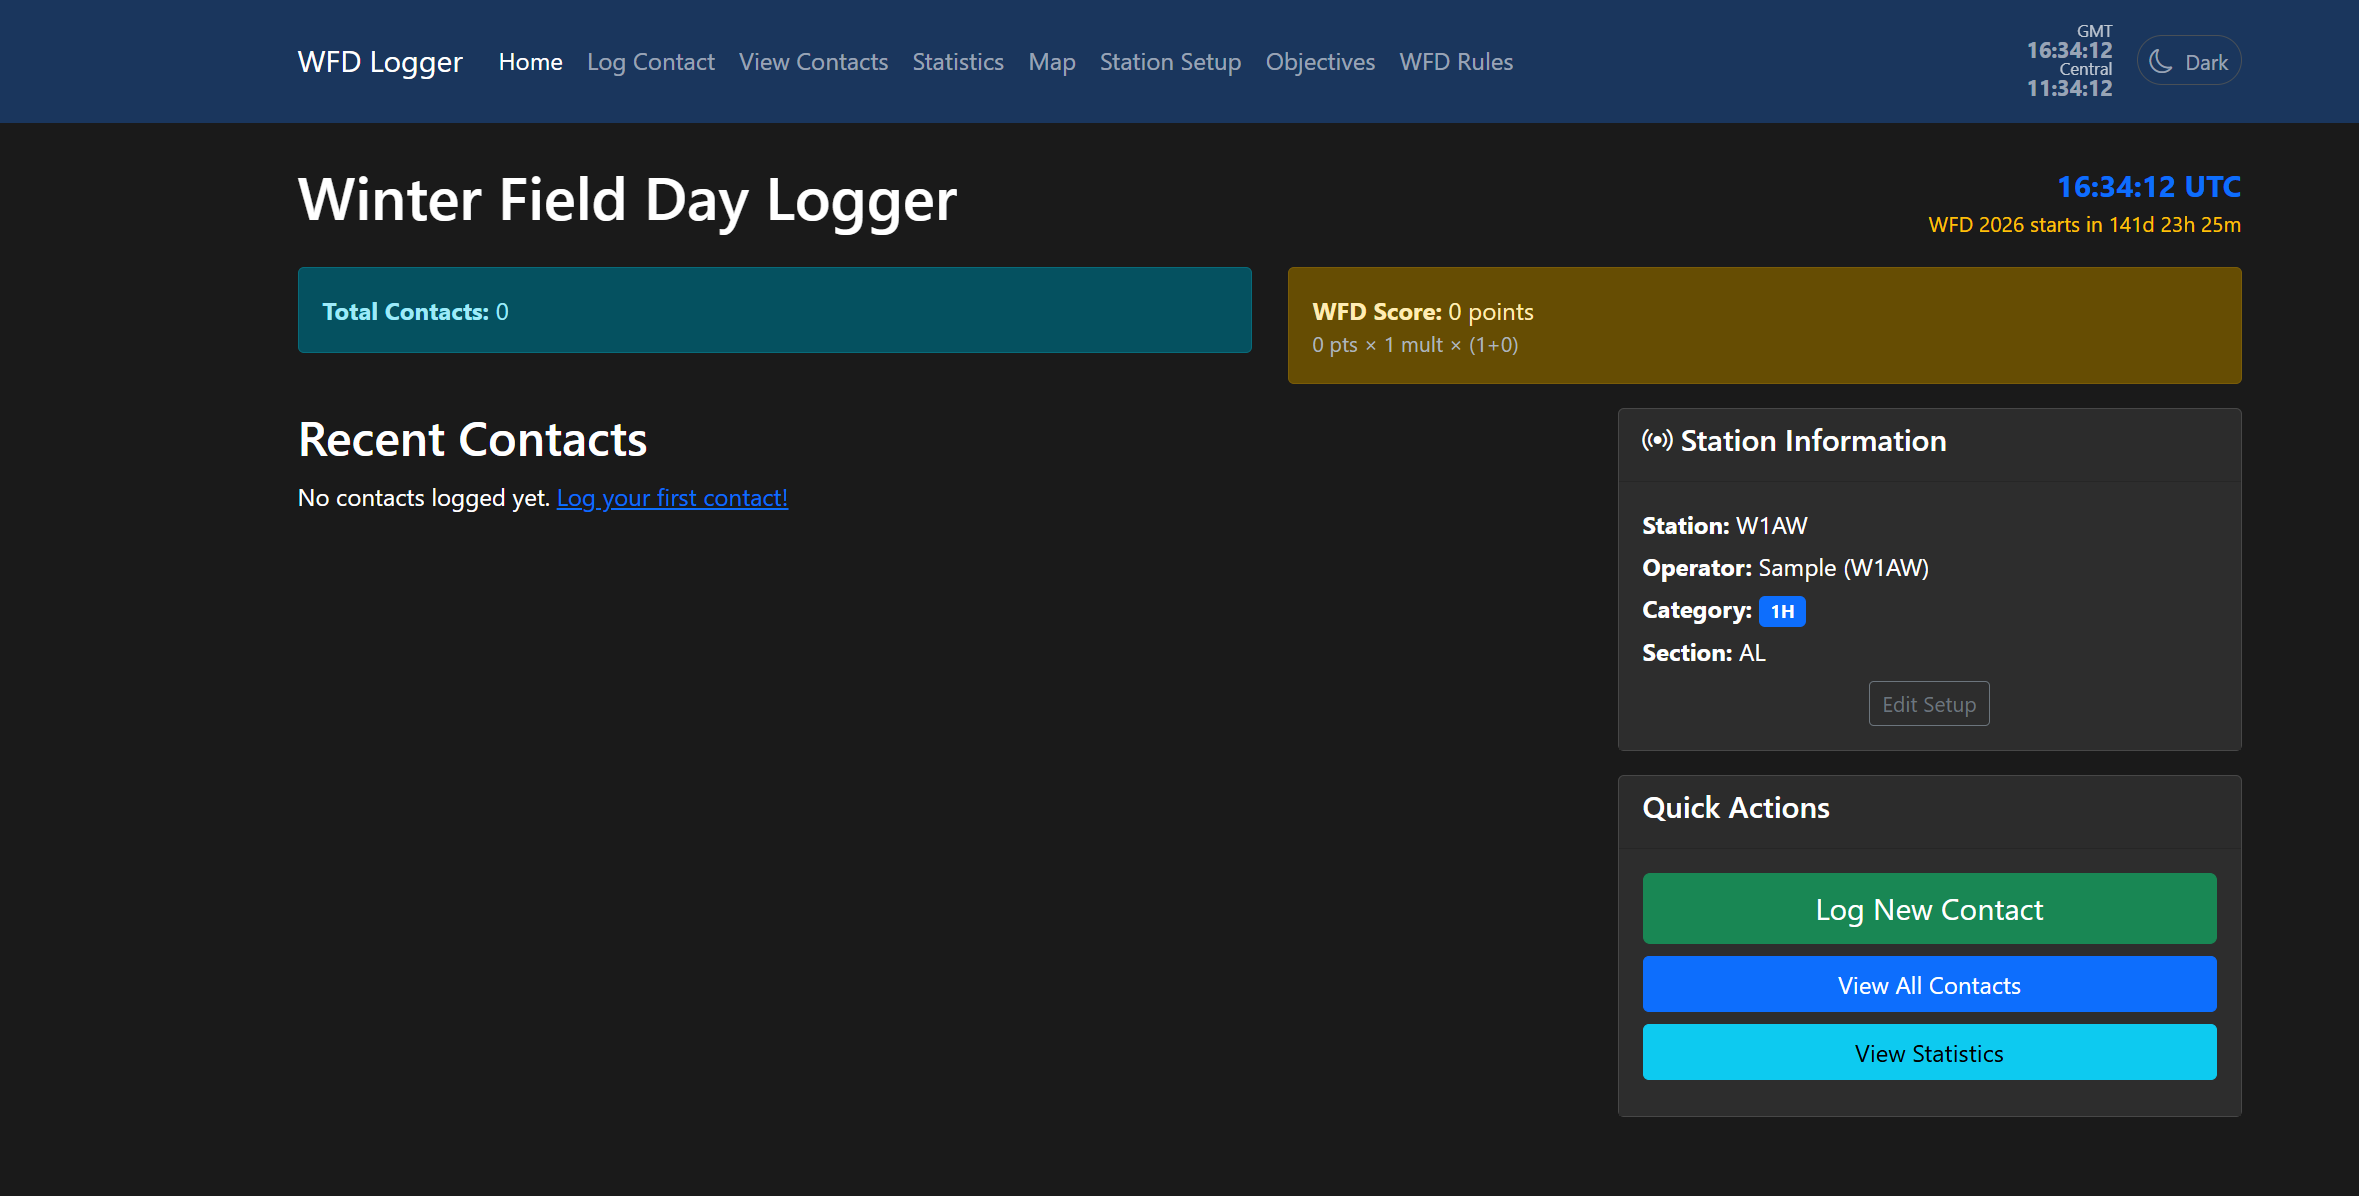 WFD Logger Home Log Contact View Contacts Statistics Map Station Setup Objectives WFD Rules
GMT
16:34:12
Central
11:34:12
Dark
Winter Field Day Logger
16:34:12 UTC
WFD 2026 starts in 141d 23h 25m
Total Contacts: 0
WFD Score: 0 points
0 pts × 1 mult × (1+0)
Recent Contacts
No contacts logged yet. Log your first contact!
Station Information
Station: W1AW
Operator: Sample (W1AW)
Category: 1H
Section: AL
Edit Setup
Quick Actions
Log New Contact
View All Contacts
View Statistics